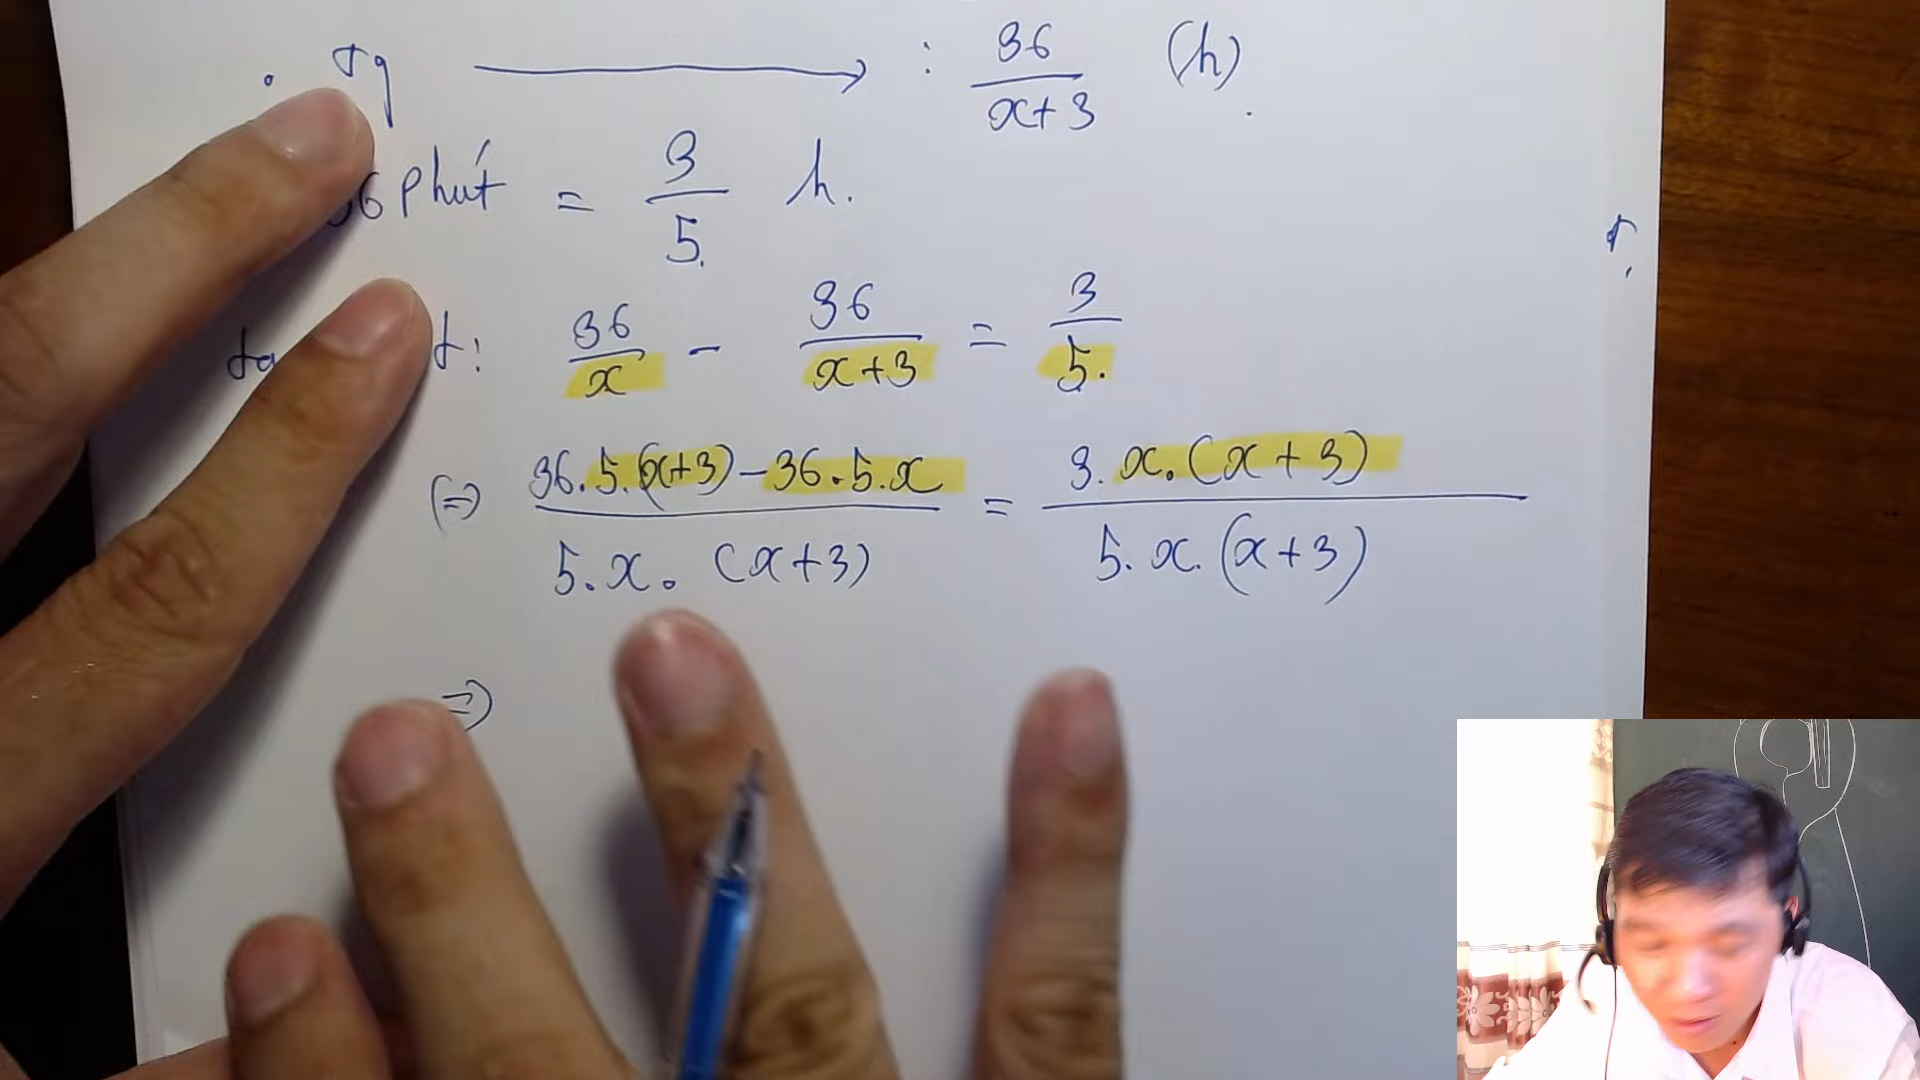 . tg ⟶ : 36/(x+3) (h).
36 phút = 3/5 h.
36/x - 36/(x+3) = 3/5.
(=) (36.5.(x+3) - 36.5.x)/(5.x.(x+3)) = (3.x.(x+3))/(5.x.(x+3))
=)